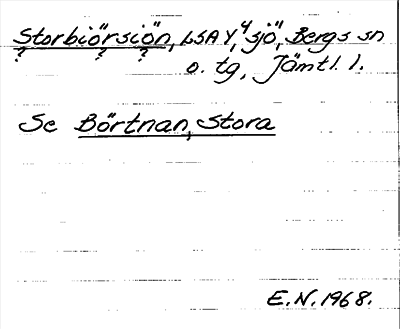 Storbiörsiön, LSA Y, 4 sjö, Bergs sn
? ? ?
o. tg, Jämtl. l.
Se Börtnan, Stora
E.N. 1968.